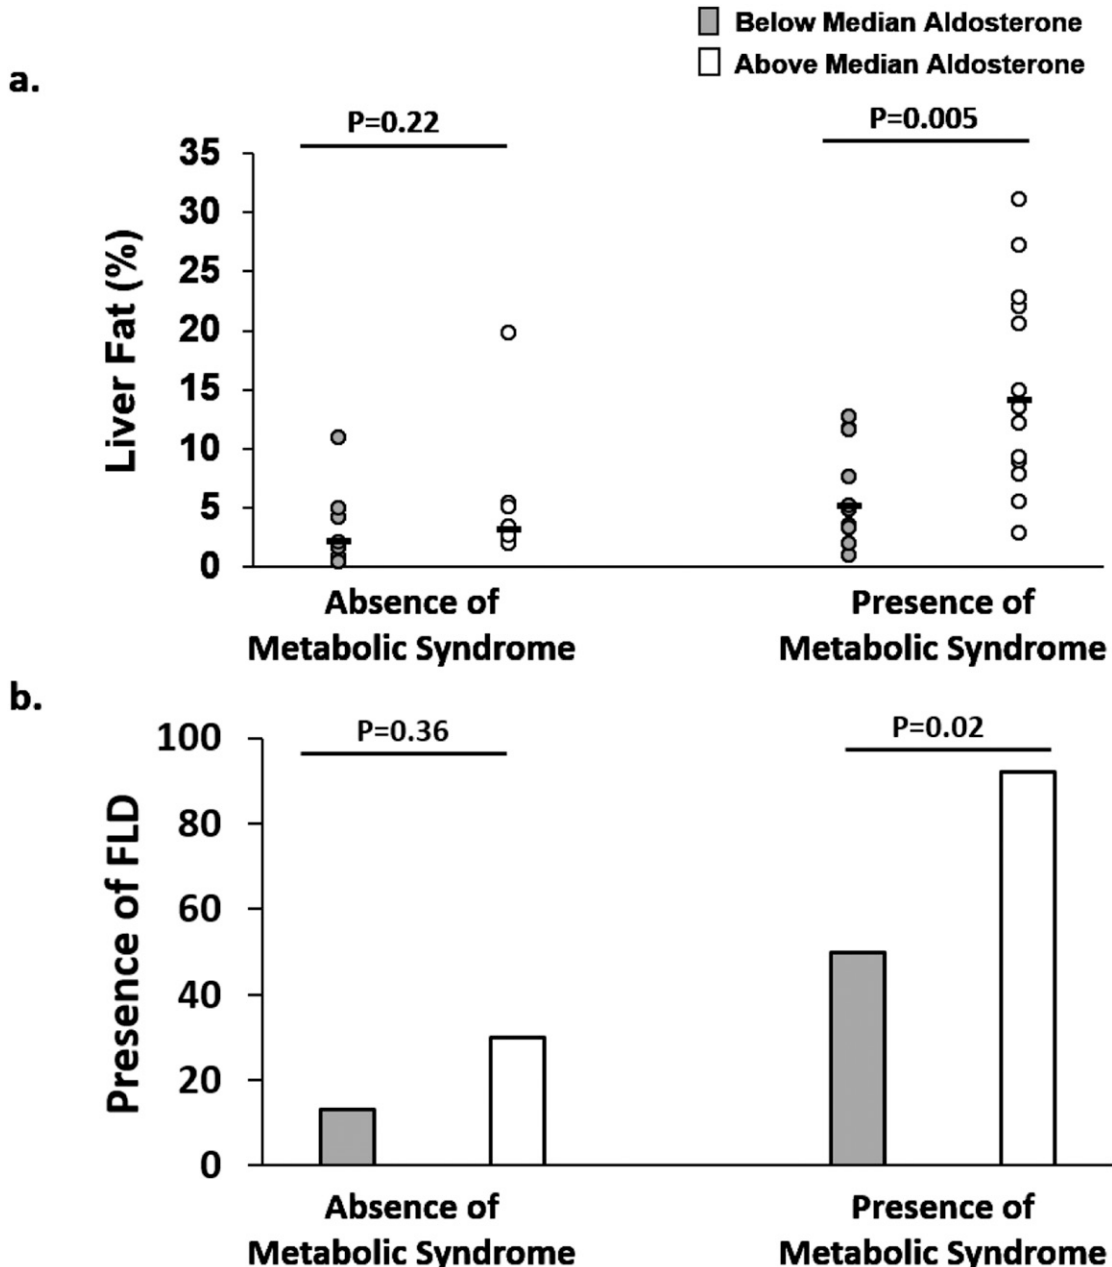 Below Median Aldosterone
Above Median Aldosterone
a.
P=0.22
P=0.005
Liver Fat (%)
35
30
25
20
15
10
5
0
Absence of
Metabolic Syndrome
Presence of
Metabolic Syndrome
b.
P=0.36
P=0.02
Presence of FLD
100
80
60
40
20
0
Absence of
Metabolic Syndrome
Presence of
Metabolic Syndrome